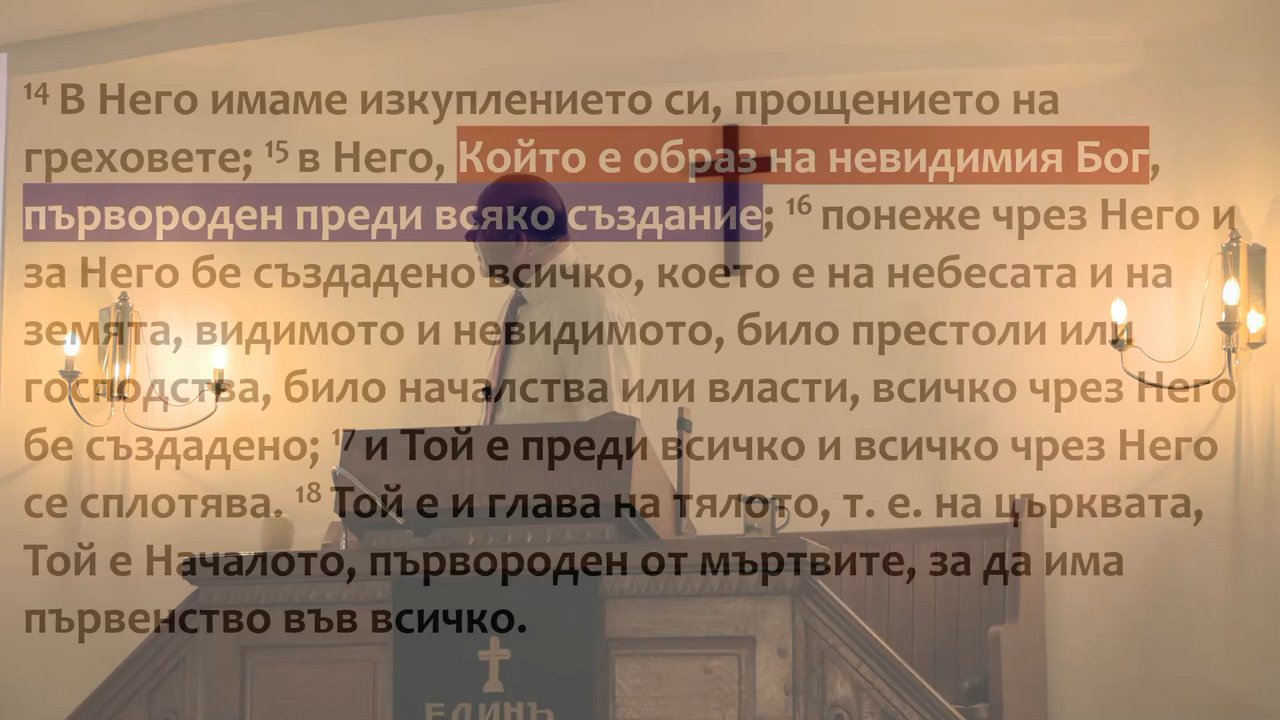 ¹⁴ В Него имаме изкуплението си, прощението на
греховете; ¹⁵ в Него, Който е образ на невидимия Бог,
първороден преди всяко създание; ¹⁶ понеже чрез Него и
за Него бе създадено всичко, което е на небесата и на
земята, видимото и невидимото, било престоли или
господства, било началства или власти, всичко чрез Него
бе създадено; ¹⁷ и Той е преди всичко и всичко чрез Него
се сплотява. ¹⁸ Той е и глава на тялото, т. е. на църквата,
Той е Началото, първороден от мъртвите, за да има
първенство във всичко.
ЕДИНЪ